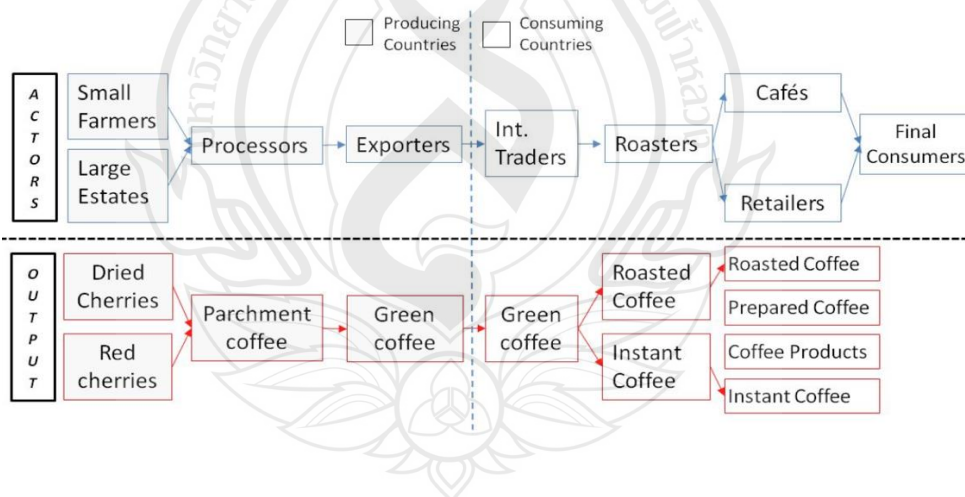 Producing
Countries
Consuming
Countries
ACTORS
Small
Farmers
Large
Estates
Processors
Exporters
Int.
Traders
Roasters
Cafés
Retailers
Final
Consumers
OUTPUT
Dried
Cherries
Red
cherries
Parchment
coffee
Green
coffee
Green
coffee
Roasted
Coffee
Instant
Coffee
Roasted Coffee
Prepared Coffee
Coffee Products
Instant Coffee